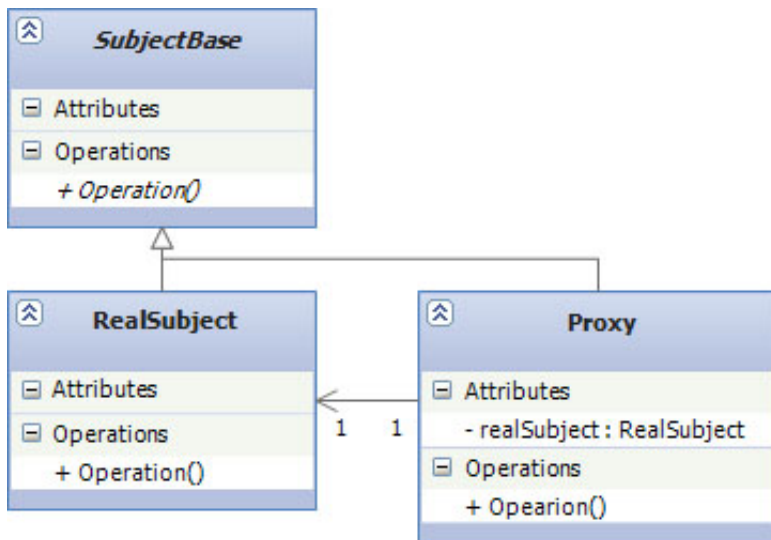 SubjectBase
Attributes
Operations
+ Operation()
RealSubject
Attributes
Operations
+ Operation()
1 1
Proxy
Attributes
- realSubject : RealSubject
Operations
+ Opearion()